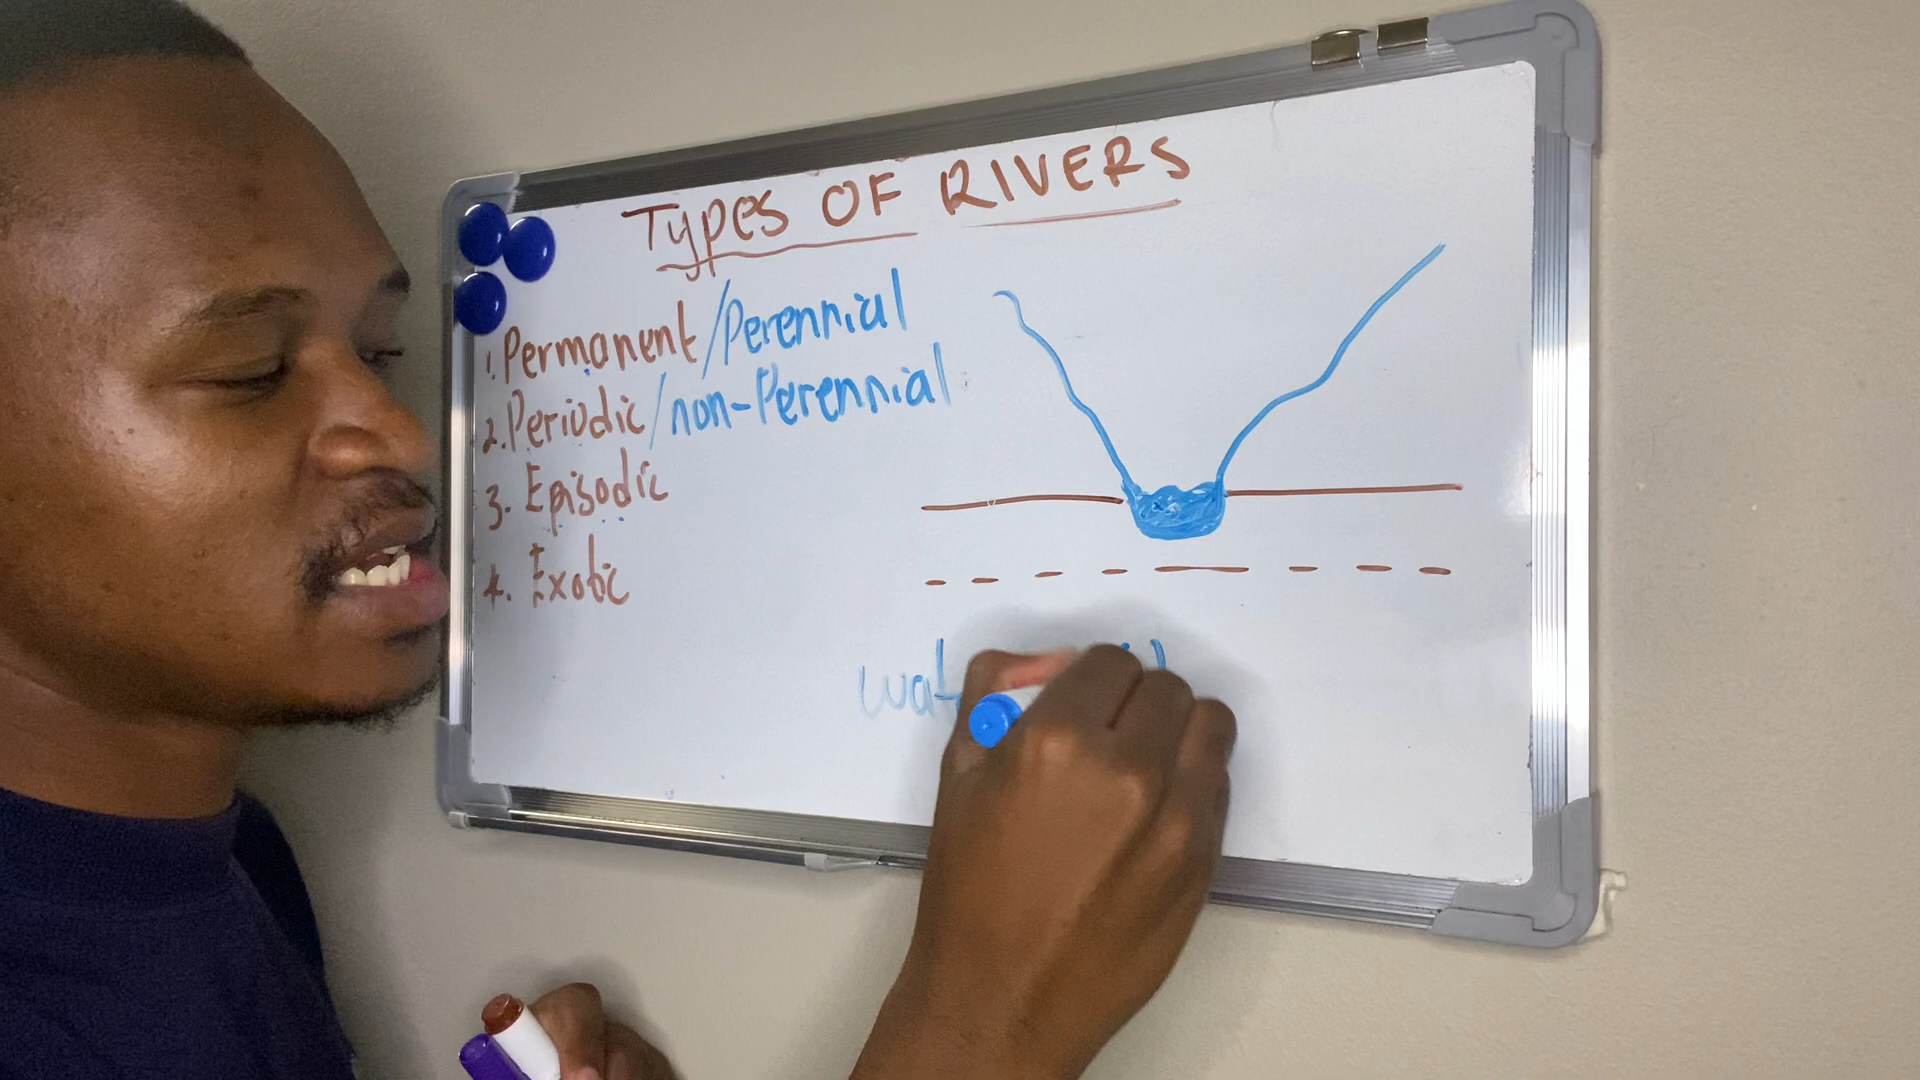 Types OF RIVERS
1. Permanent/Perennial
2. Periodic/non-Perennial
3. Episodic
4. Exotic